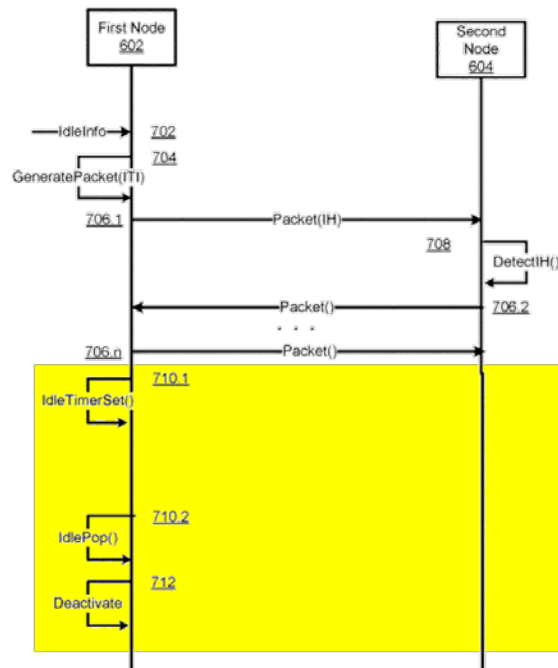 First Node
602
Second
Node
604
IdleInfo
702
704
GeneratePacket(ITI)
706.1
Packet(IH)
708
DetectIH()
Packet()
706.2
. . .
706.n
Packet()
710.1
IdleTimerSet()
710.2
IdlePop()
712
Deactivate